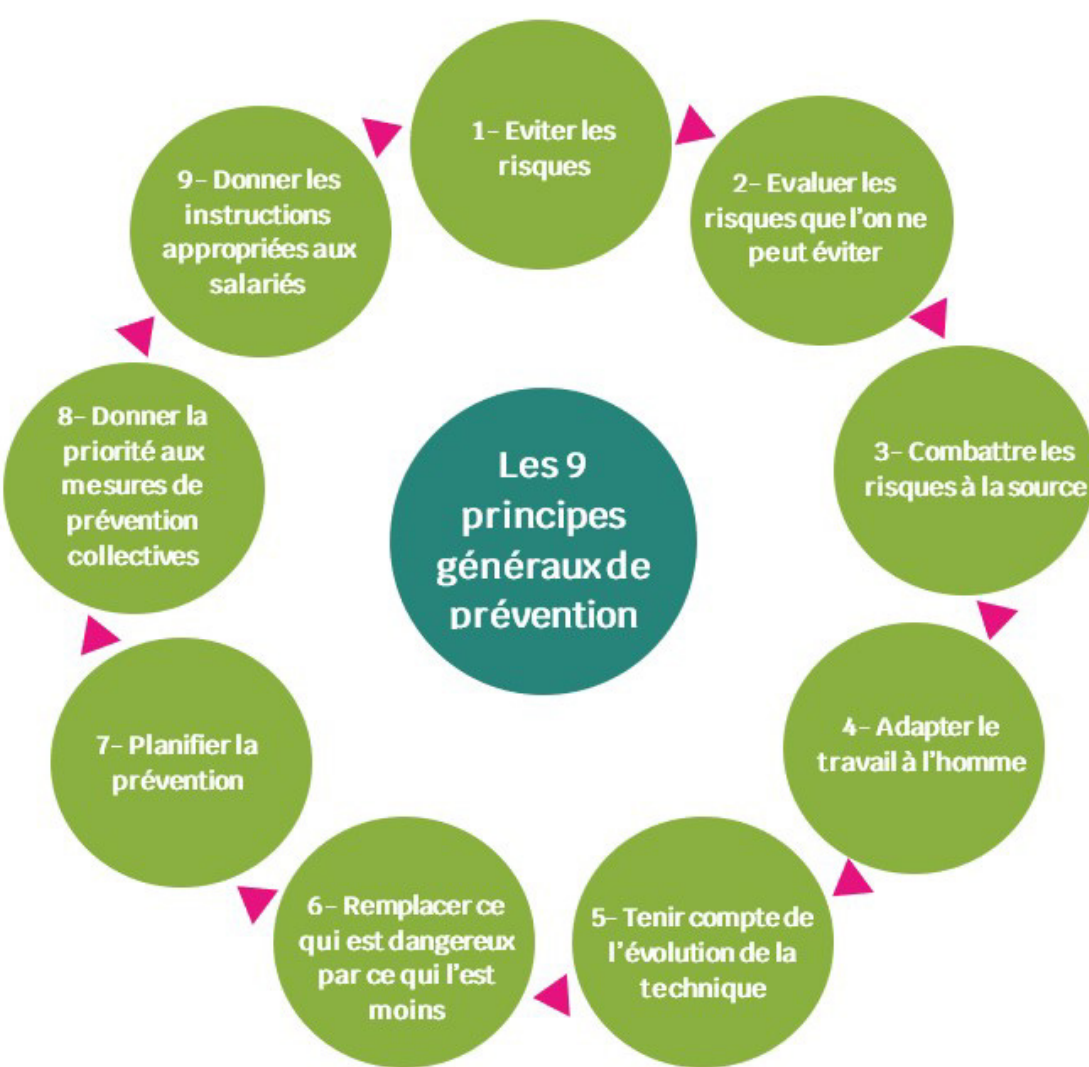 Les 9
principes
généraux de
prévention
1- Eviter les
risques
2- Evaluer les
risques que l'on ne
peut éviter
3- Combattre les
risques à la source
4- Adapter le
travail à l'homme
5- Tenir compte de
l'évolution de la
technique
6- Remplacer ce
qui est dangereux
par ce qui l'est
moins
7- Planifier la
prévention
8- Donner la
priorité aux
mesures de
prévention
collectives
9- Donner les
instructions
appropriées aux
salariés